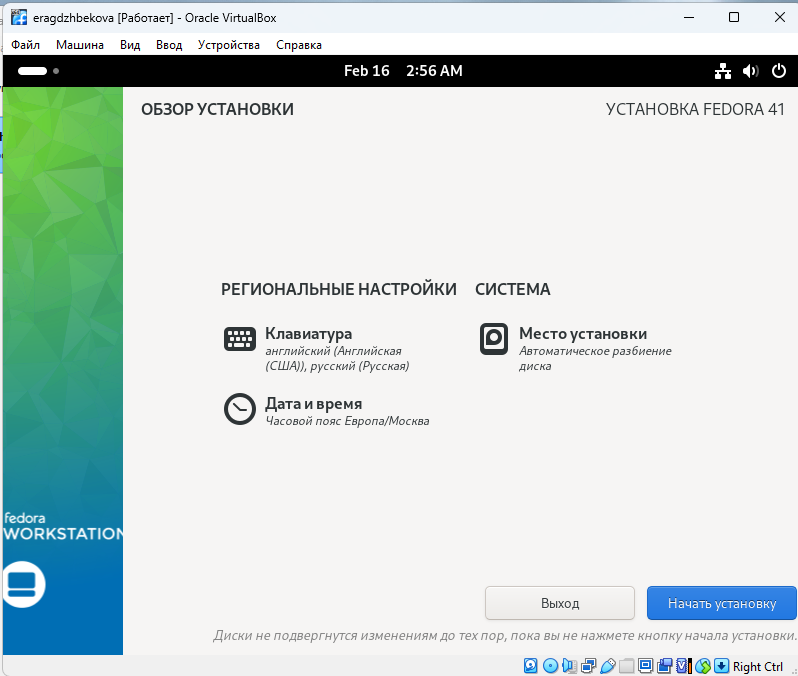 eragdzhbekova [Работает] - Oracle VirtualBox
Файл Машина Вид Ввод Устройства Справка
Feb 16 2:56 AM
ОБЗОР УСТАНОВКИ
УСТАНОВКА FEDORA 41
РЕГИОНАЛЬНЫЕ НАСТРОЙКИ
Клавиатура
английский (Английская
(США)), русский (Русская)
Дата и время
Часовой пояс Европа/Москва
СИСТЕМА
Место установки
Автоматическое разбиение
диска
fedora
WORKSTATION
Выход
Начать установку
Диски не подвергнутся изменениям до тех пор, пока вы не нажмете кнопку начала установки.
Right Ctrl